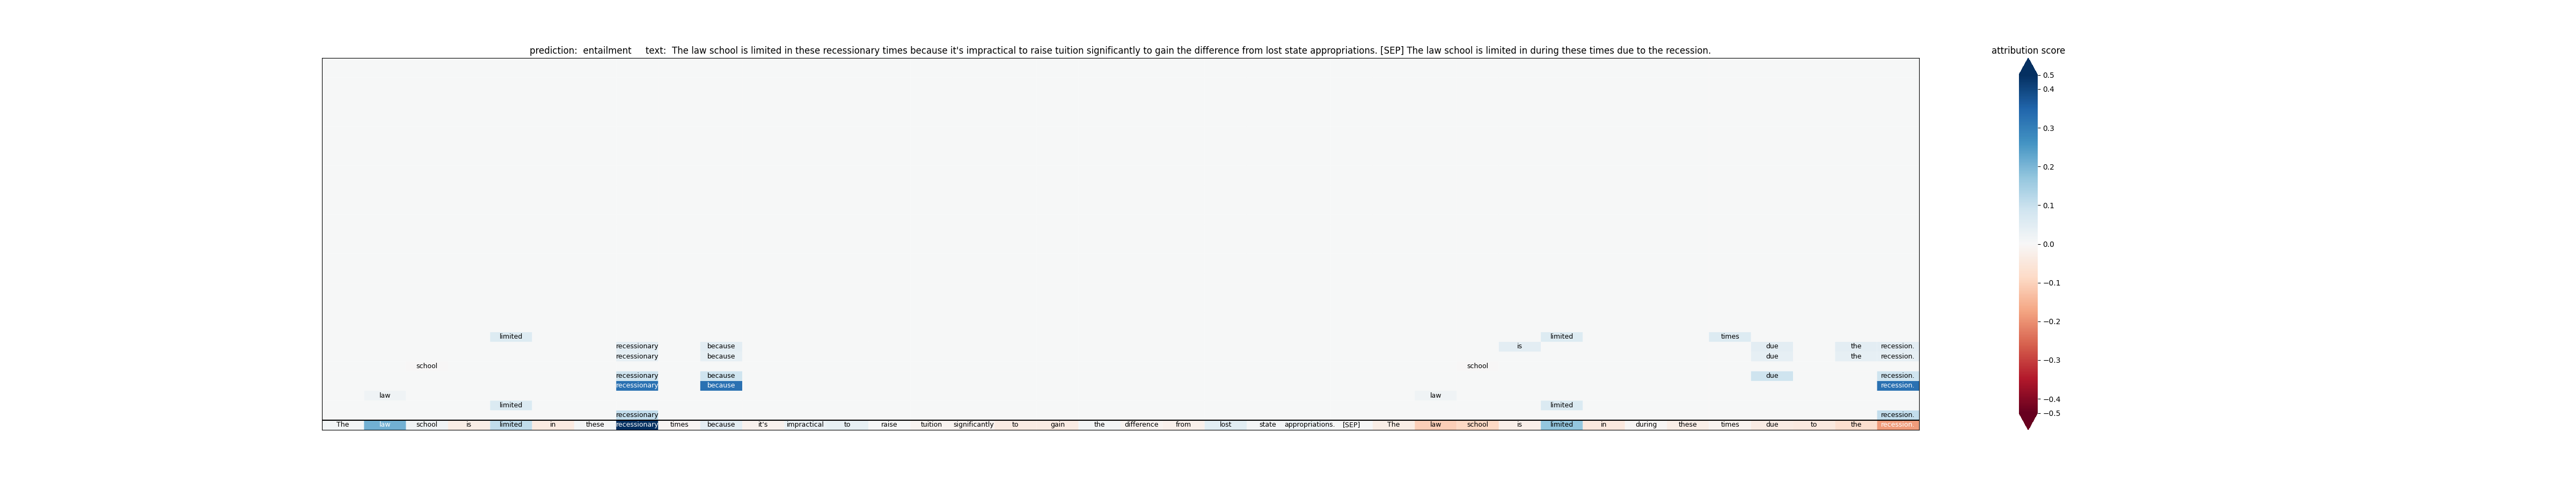 prediction: entailment text: The law school is limited in these recessionary times because it's impractical to raise tuition significantly to gain the difference from lost state appropriations. [SEP] The law school is limited in during these times due to the recession.
attribution score
0.5
0.4
0.3
0.2
0.1
0.0
−0.1
−0.2
−0.3
−0.4
−0.5
limited limited times
recessionary because is due the recession.
recessionary because due the recession.
school school
recessionary because due recession.
recessionary because recession.
law law
limited limited
recessionary recession.
The law school is limited in these recessionary times because it's impractical to raise tuition significantly to gain the difference from lost state appropriations. [SEP] The law school is limited in during these times due to the recession.